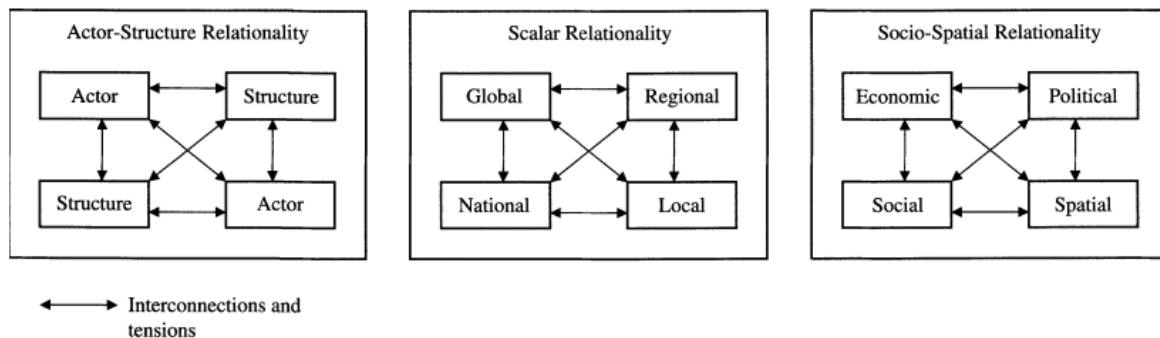 Actor-Structure Relationality
Actor
Structure
Structure
Actor
Scalar Relationality
Global
Regional
National
Local
Socio-Spatial Relationality
Economic
Political
Social
Spatial
Interconnections and
tensions